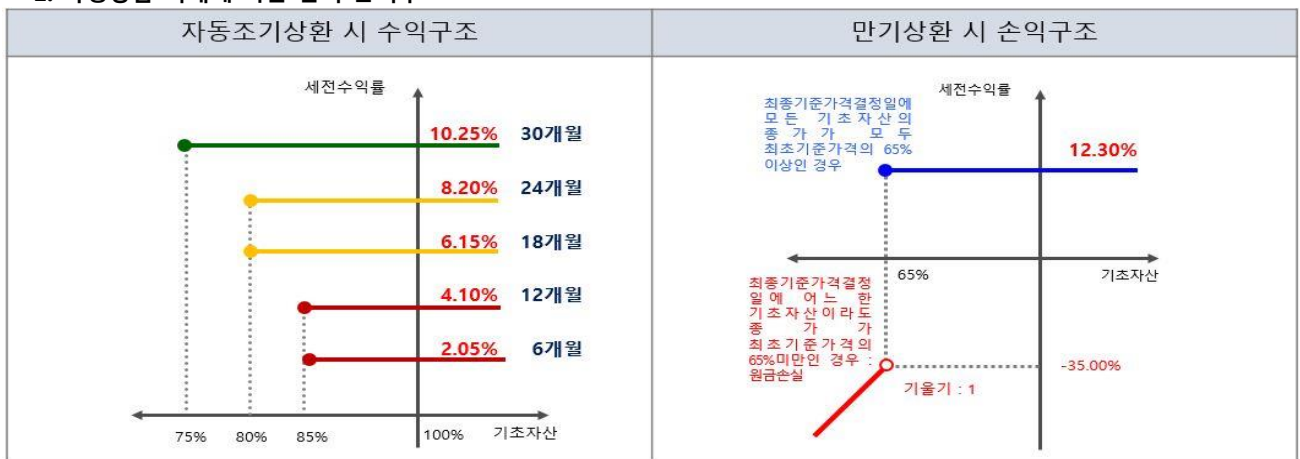 자동조기상환 시 수익구조
만기상환 시 손익구조
세전수익률
10.25% 30개월
8.20% 24개월
6.15% 18개월
4.10% 12개월
2.05% 6개월
75% 80% 85% 100% 기초자산
세전수익률
최종기준가격결정일에
모든 기초자산의
종가가 모두
최초기준가격의 65%
이상인 경우
12.30%
65%
기초자산
최종기준가격결정
일에 어느 한
기초자산이라도
종가가
최초기준가격의
65%미만인 경우 :
원금손실
-35.00%
기울기 : 1